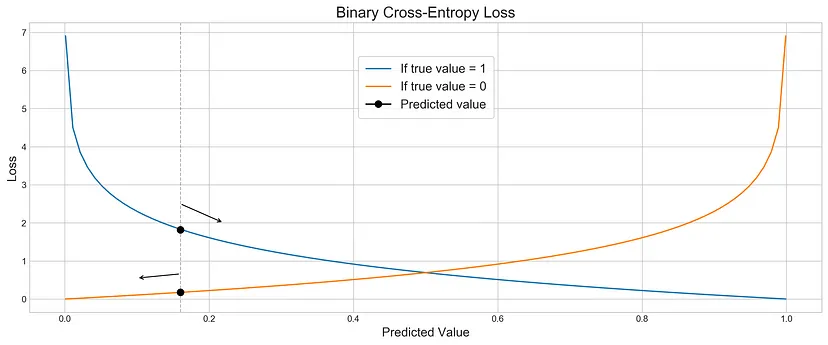 Binary Cross-Entropy Loss
7
6
5
4
3
2
1
0
Loss
If true value = 1
If true value = 0
Predicted value
0.0 0.2 0.4 0.6 0.8 1.0
Predicted Value